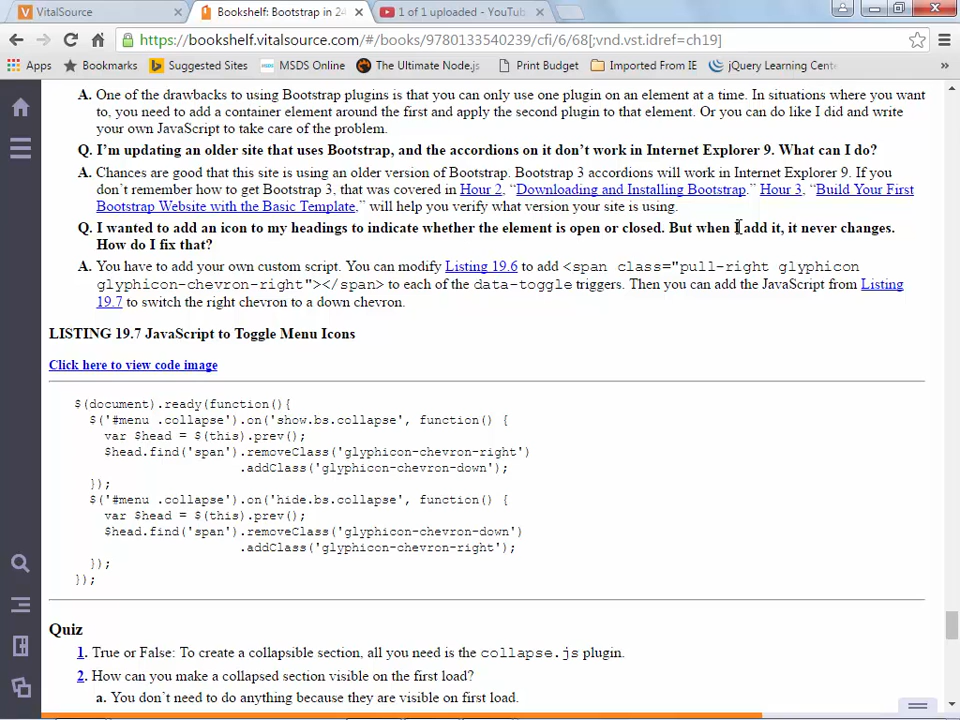 VitalSource
Bookshelf: Bootstrap in 24
1 of 1 uploaded - YouTu
https://bookshelf.vitalsource.com/#/books/9780133540239/cfi/6/68[;vnd.vst.idref=ch19]
Apps Bookmarks Suggested Sites MSDS Online The Ultimate Node.js Print Budget Imported From IE jQuery Learning Cente »
A. One of the drawbacks to using Bootstrap plugins is that you can only use one plugin on an element at a time. In situations where you want
to, you need to add a container element around the first and apply the second plugin to that element. Or you can do like I did and write
your own JavaScript to take care of the problem.
Q. I’m updating an older site that uses Bootstrap, and the accordions on it don’t work in Internet Explorer 9. What can I do?
A. Chances are good that this site is using an older version of Bootstrap. Bootstrap 3 accordions will work in Internet Explorer 9. If you
don’t remember how to get Bootstrap 3, that was covered in Hour 2, “Downloading and Installing Bootstrap.” Hour 3, “Build Your First
Bootstrap Website with the Basic Template,” will help you verify what version your site is using.
Q. I wanted to add an icon to my headings to indicate whether the element is open or closed. But when I add it, it never changes.
How do I fix that?
A. You have to add your own custom script. You can modify Listing 19.6 to add <span class="pull-right glyphicon
glyphicon-chevron-right"></span> to each of the data-toggle triggers. Then you can add the JavaScript from Listing
19.7 to switch the right chevron to a down chevron.
LISTING 19.7 JavaScript to Toggle Menu Icons
Click here to view code image
$(document).ready(function(){
$('#menu .collapse').on('show.bs.collapse', function() {
var $head = $(this).prev();
$head.find('span').removeClass('glyphicon-chevron-right')
.addClass('glyphicon-chevron-down');
});
$('#menu .collapse').on('hide.bs.collapse', function() {
var $head = $(this).prev();
$head.find('span').removeClass('glyphicon-chevron-down')
.addClass('glyphicon-chevron-right');
});
});
Quiz
1. True or False: To create a collapsible section, all you need is the collapse.js plugin.
2. How can you make a collapsed section visible on the first load?
a. You don’t need to do anything because they are visible on first load.